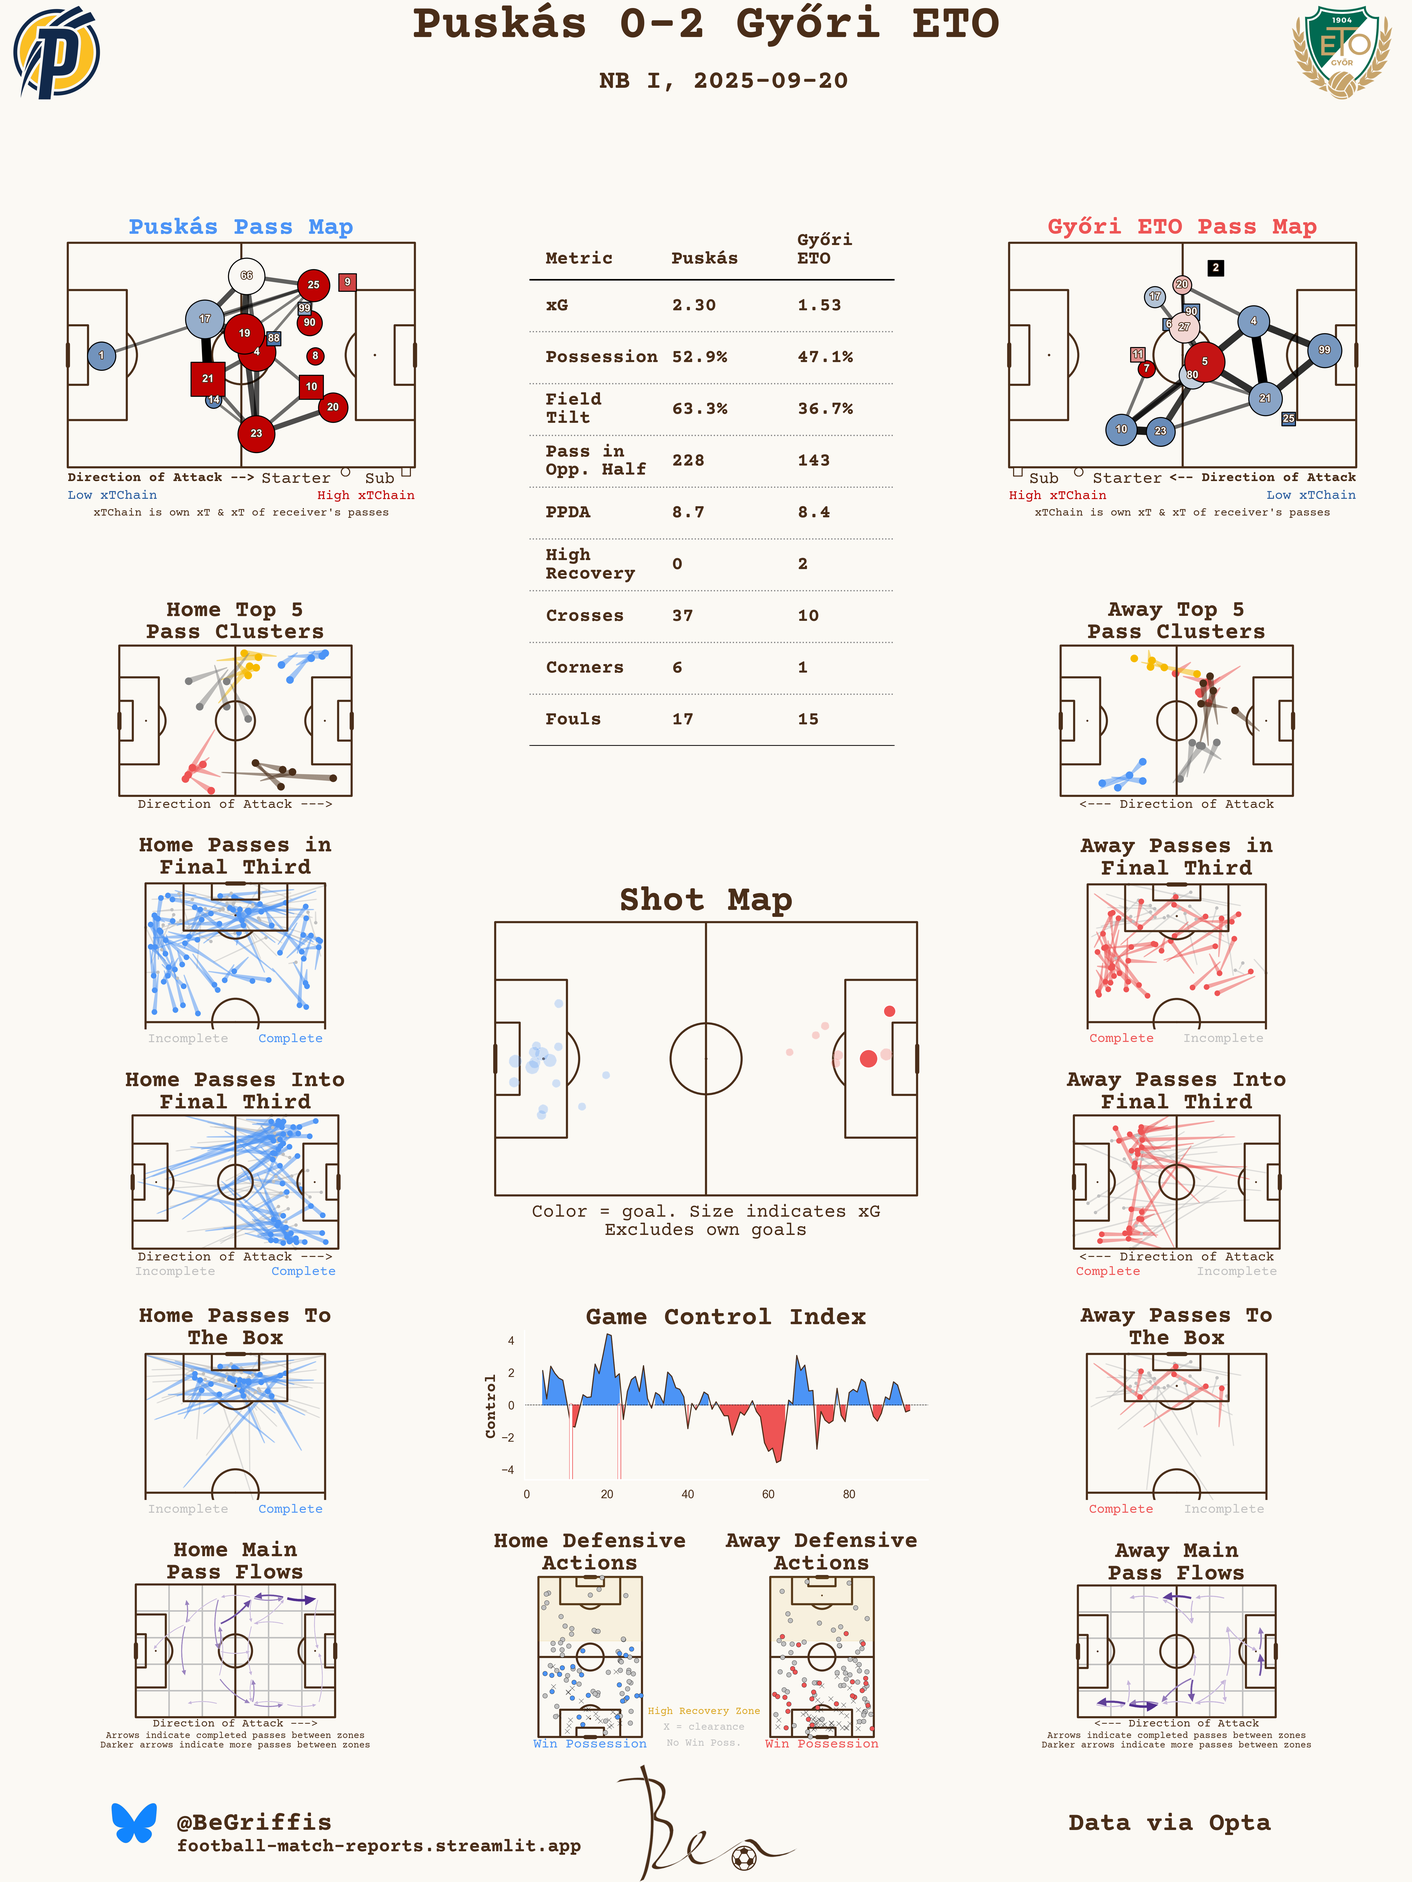 Puskás 0-2 Győri ETO
NB I, 2025-09-20
1904
ETO
GYŐR
Puskás Pass Map
66
25
9
99
17
90
19
88
4
1
8
21
10
14
20
23
Direction of Attack --> Starter Sub
Low xTChain High xTChain
xTChain is own xT & xT of receiver's passes
Metric Puskás Győri ETO
xG 2.30 1.53
Possession 52.9% 47.1%
Field Tilt 63.3% 36.7%
Pass in Opp. Half 228 143
PPDA 8.7 8.4
High Recovery 0 2
Crosses 37 10
Corners 6 1
Fouls 17 15
Győri ETO Pass Map
2
20
17
90
6
27
4
99
11
5
7
80
21
25
10
23
Sub Starter <-- Direction of Attack
High xTChain Low xTChain
xTChain is own xT & xT of receiver's passes
Home Top 5
Pass Clusters
Direction of Attack --->
Away Top 5
Pass Clusters
<--- Direction of Attack
Home Passes in
Final Third
Incomplete Complete
Shot Map
Color = goal. Size indicates xG
Excludes own goals
Away Passes in
Final Third
Complete Incomplete
Home Passes Into
Final Third
Direction of Attack --->
Incomplete Complete
Away Passes Into
Final Third
<--- Direction of Attack
Complete Incomplete
Home Passes To
The Box
Incomplete Complete
Game Control Index
Control
4
2
0
−2
−4
0 20 40 60 80
Away Passes To
The Box
Complete Incomplete
Home Main
Pass Flows
Direction of Attack --->
Arrows indicate completed passes between zones
Darker arrows indicate more passes between zones
Home Defensive
Actions
Win Possession
High Recovery Zone
X = clearance
No Win Poss.
Away Defensive
Actions
Win Possession
Away Main
Pass Flows
<--- Direction of Attack
Arrows indicate completed passes between zones
Darker arrows indicate more passes between zones
@BeGriffis
football-match-reports.streamlit.app
Ben
Data via Opta